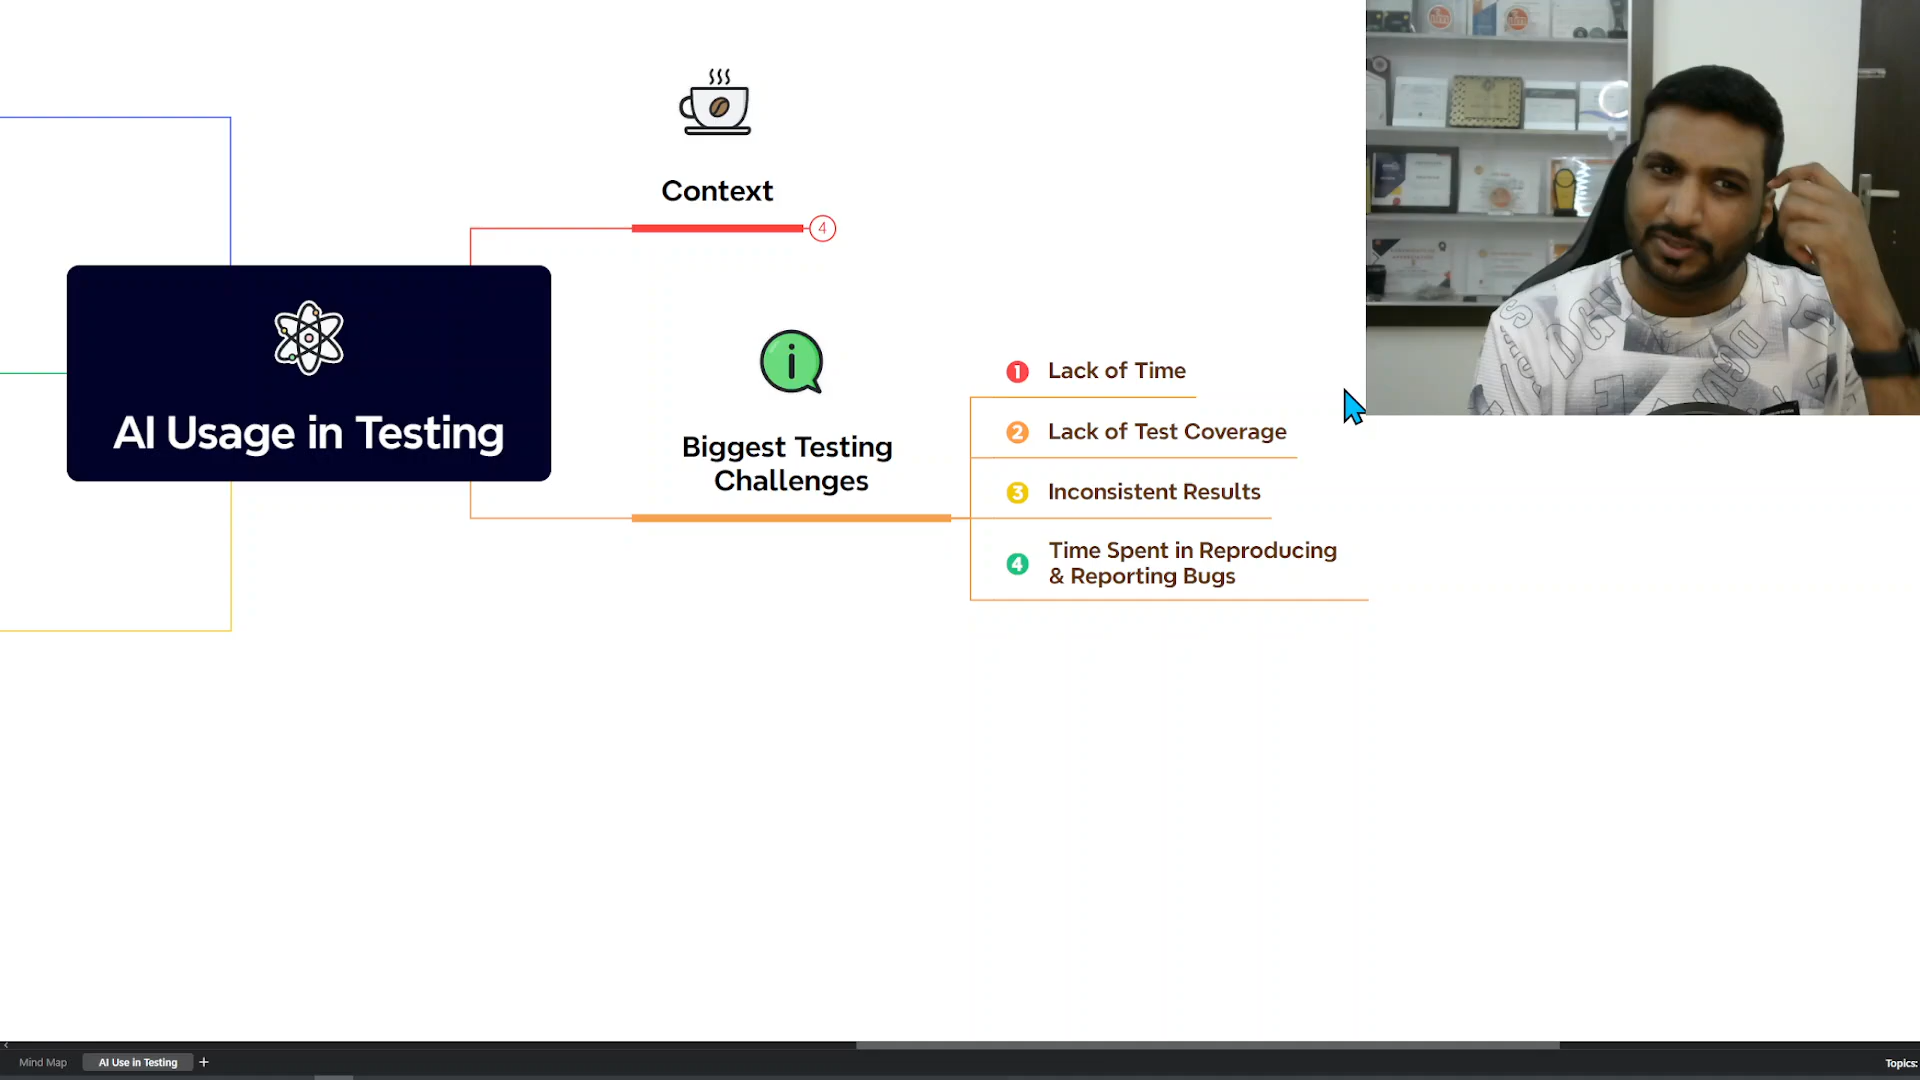 Context
4
AI Usage in Testing
Biggest Testing
Challenges
1 Lack of Time
2 Lack of Test Coverage
3 Inconsistent Results
4 Time Spent in Reproducing
& Reporting Bugs
Mind Map
AI Use in Testing
+
Topics: